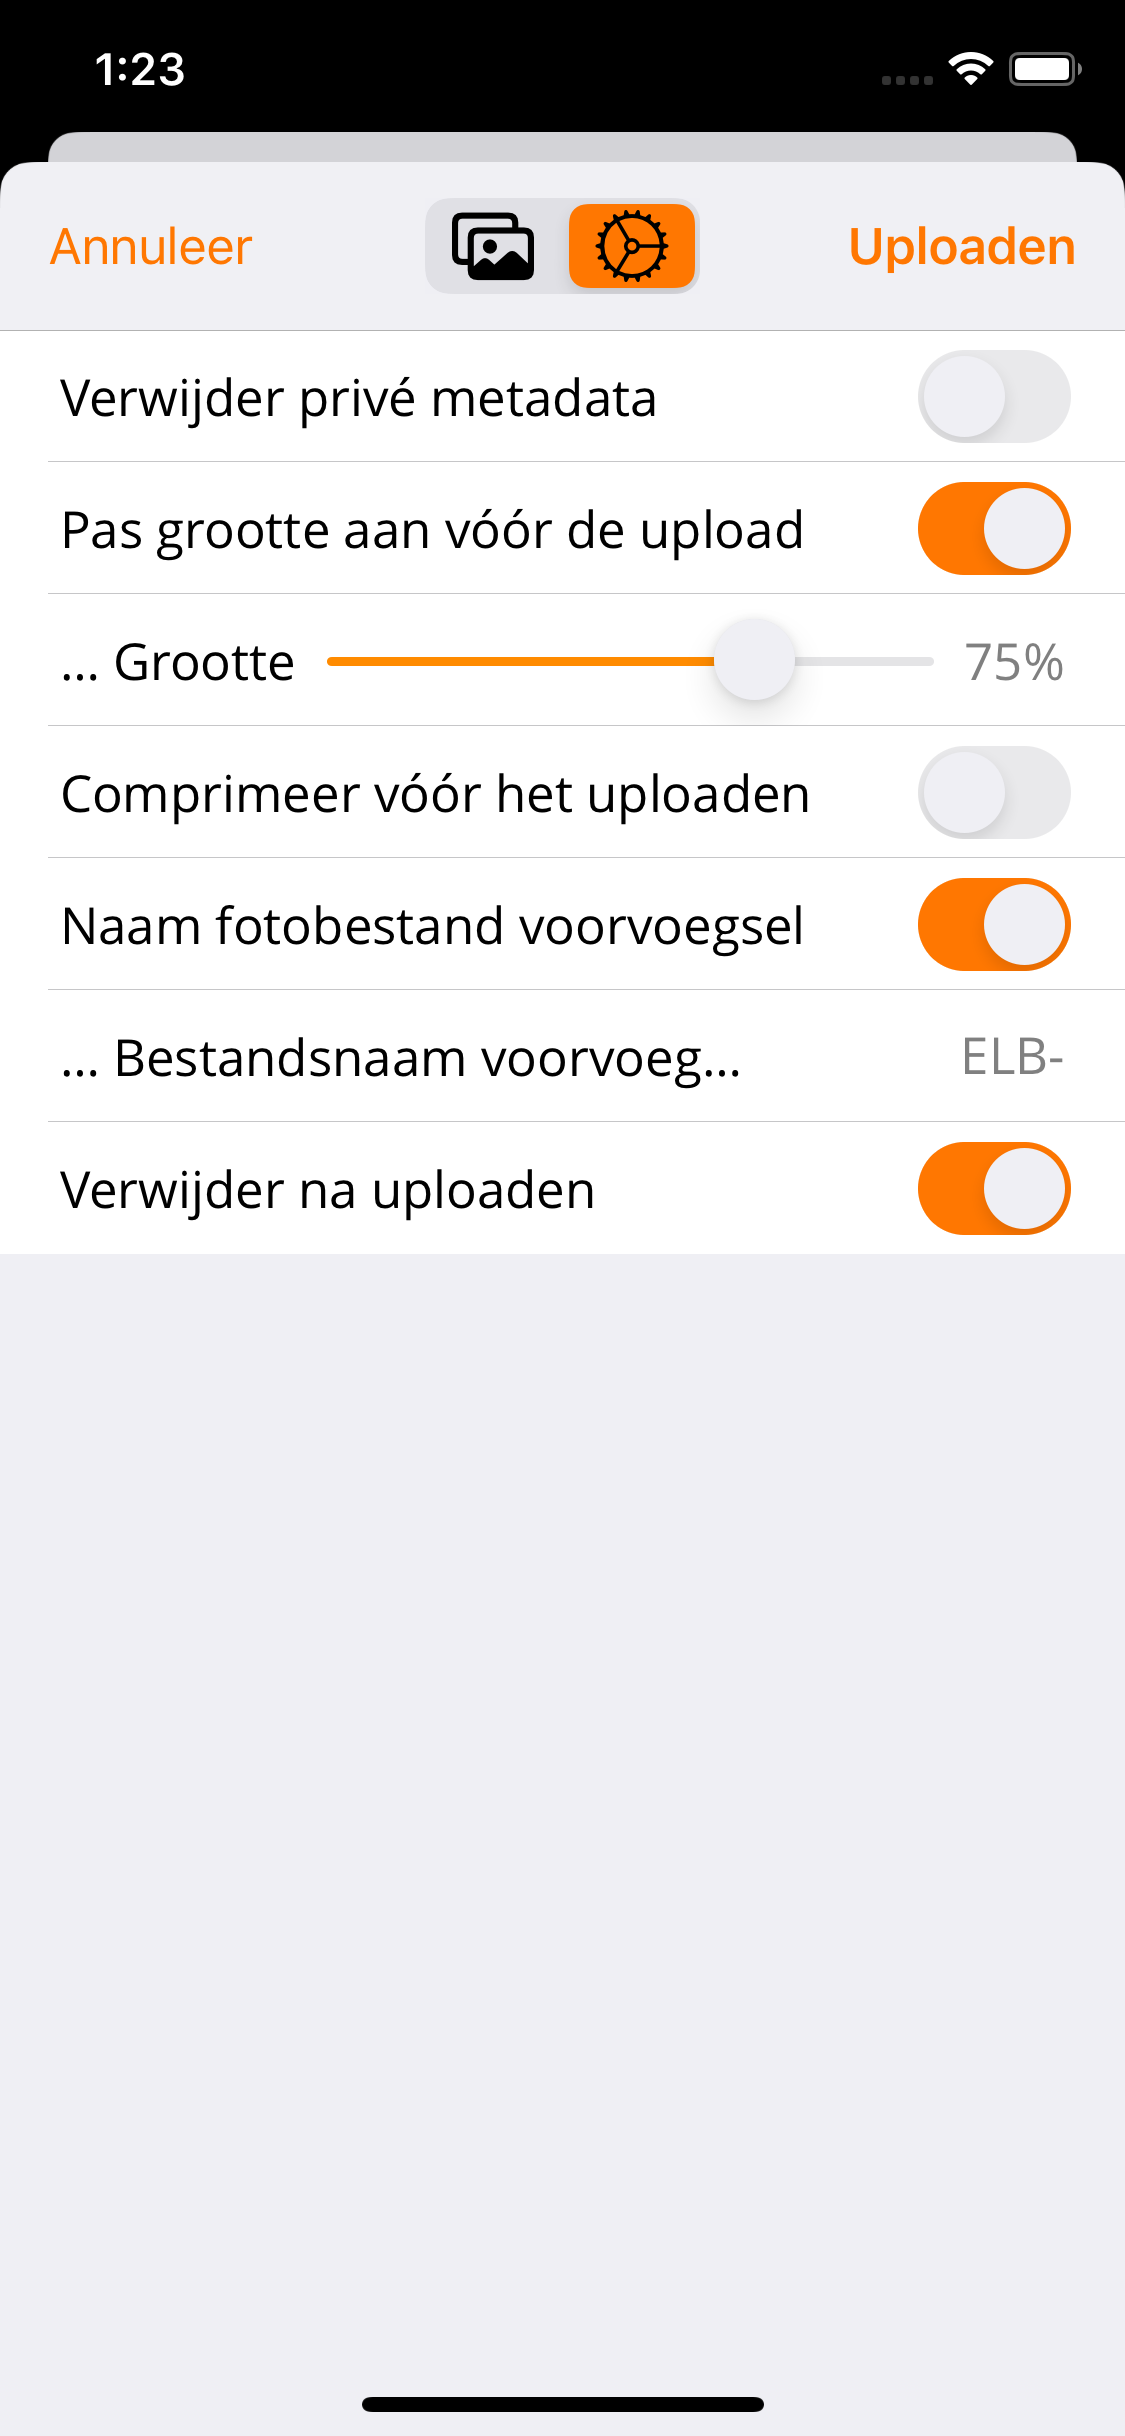 1:23
Annuleer
Uploaden
Verwijder privé metadata
Pas grootte aan vóór de upload
... Grootte
75%
Comprimeer vóór het uploaden
Naam fotobestand voorvoegsel
... Bestandsnaam voorvoeg...
ELB-
Verwijder na uploaden